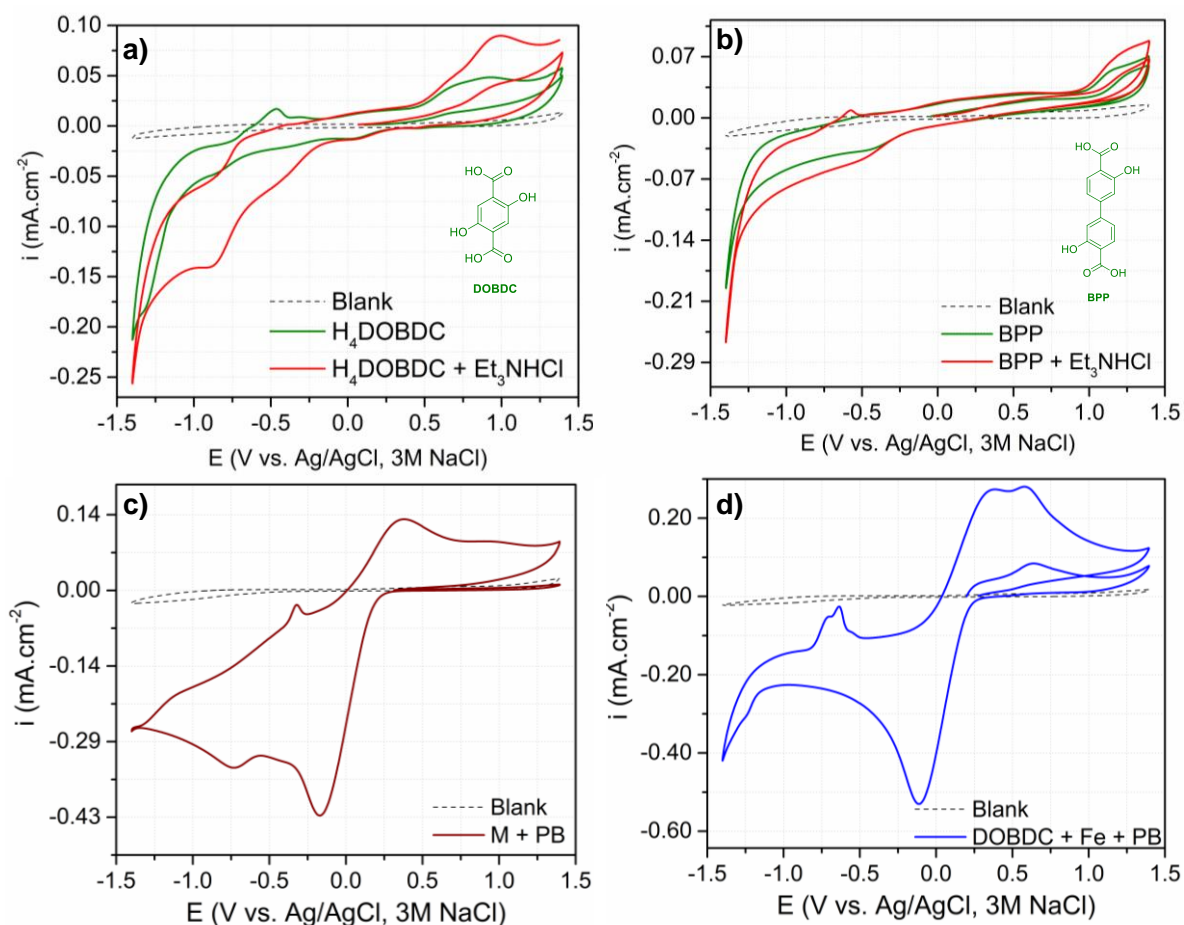 a)
0.10
0.05
0.00
-0.05
-0.10
-0.15
-0.20
-0.25
i (mA.cm-2)
HO
O
OH
HO
HO
O
DOBDC
Blank
H4DOBDC
H4DOBDC + Et3NHCl
-1.5 -1.0 -0.5 0.0 0.5 1.0 1.5
E (V vs. Ag/AgCl, 3M NaCl)
b)
0.07
0.00
-0.07
-0.14
-0.21
-0.29
i (mA.cm-2)
HO
O
OH
HO
O
OH
BPP
Blank
BPP
BPP + Et3NHCl
-1.5 -1.0 -0.5 0.0 0.5 1.0 1.5
E (V vs. Ag/AgCl, 3M NaCl)
c)
0.14
0.00
-0.14
-0.29
-0.43
i (mA.cm-2)
Blank
M + PB
-1.5 -1.0 -0.5 0.0 0.5 1.0 1.5
E (V vs. Ag/AgCl, 3M NaCl)
d)
0.20
0.00
-0.20
-0.40
-0.60
i (mA.cm-2)
Blank
DOBDC + Fe + PB
-1.5 -1.0 -0.5 0.0 0.5 1.0 1.5
E (V vs. Ag/AgCl, 3M NaCl)